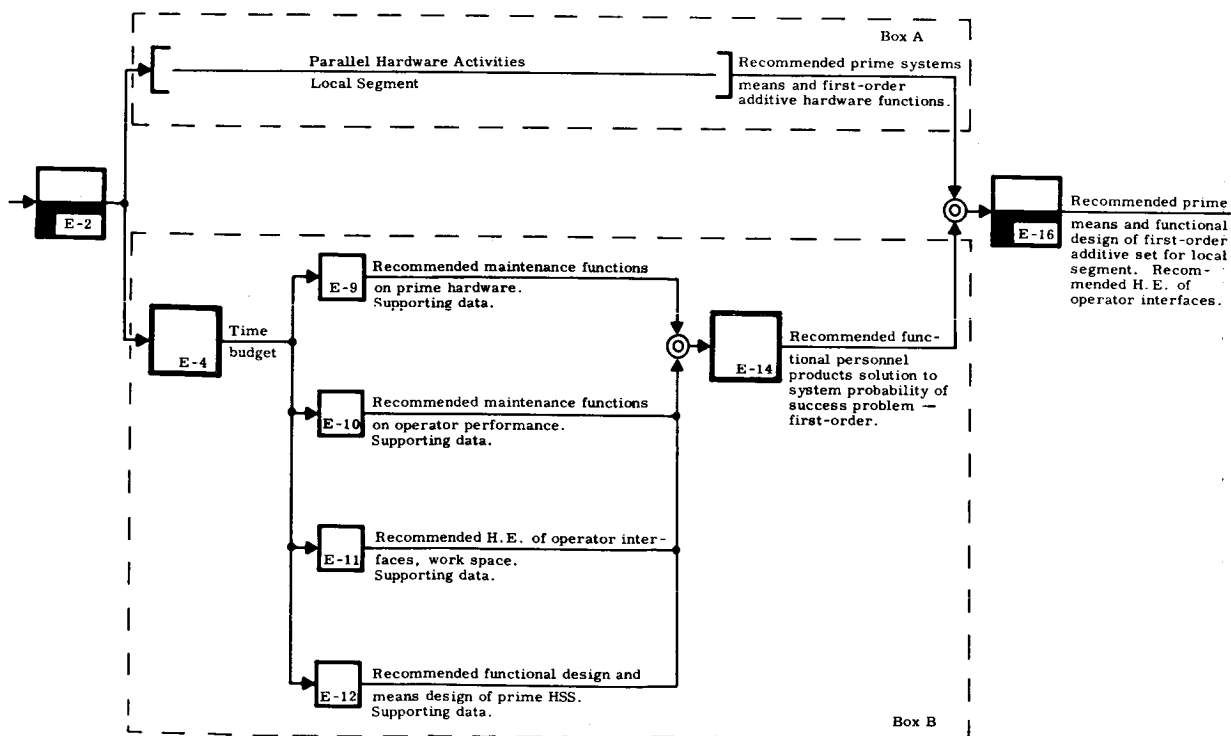 Box A
Parallel Hardware Activities
Local Segment
Recommended prime systems
means and first-order
additive hardware functions.
E-2
E-16
Recommended prime
means and functional
design of first-order
additive set for local
segment. Recom-
mended H.E. of
operator interfaces.
E-4
Time
budget
E-9
Recommended maintenance functions
on prime hardware.
Supporting data.
E-10
Recommended maintenance functions
on operator performance.
Supporting data.
E-11
Recommended H.E. of operator inter-
faces, work space.
Supporting data.
E-12
Recommended functional design and
means design of prime HSS.
Supporting data.
E-14
Recommended func-
tional personnel
products solution to
system probability of
success problem —
first-order.
Box B